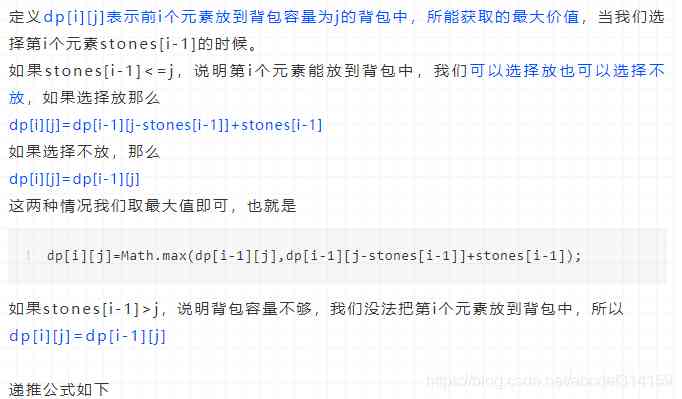 定义dp[i][j]表示前i个元素放到背包容量为j的背包中，所能获取的最大价值，当我们选
择第i个元素stones[i-1]的时候。
如果stones[i-1]<=j，说明第i个元素能放到背包中，我们可以选择放也可以选择不
放，如果选择放那么
dp[i][j]=dp[i-1][j-stones[i-1]]+stones[i-1]
如果选择不放，那么
dp[i][j]=dp[i-1][j]
这两种情况我们取最大值即可，也就是
1 dp[i][j]=Math.max(dp[i-1][j],dp[i-1][j-stones[i-1]]+stones[i-1]);
如果stones[i-1]>j，说明背包容量不够，我们没法把第i个元素放到背包中，所以
dp[i][j]=dp[i-1][j]
递推公式如下
https://blog.csdn.net/abcdef314159